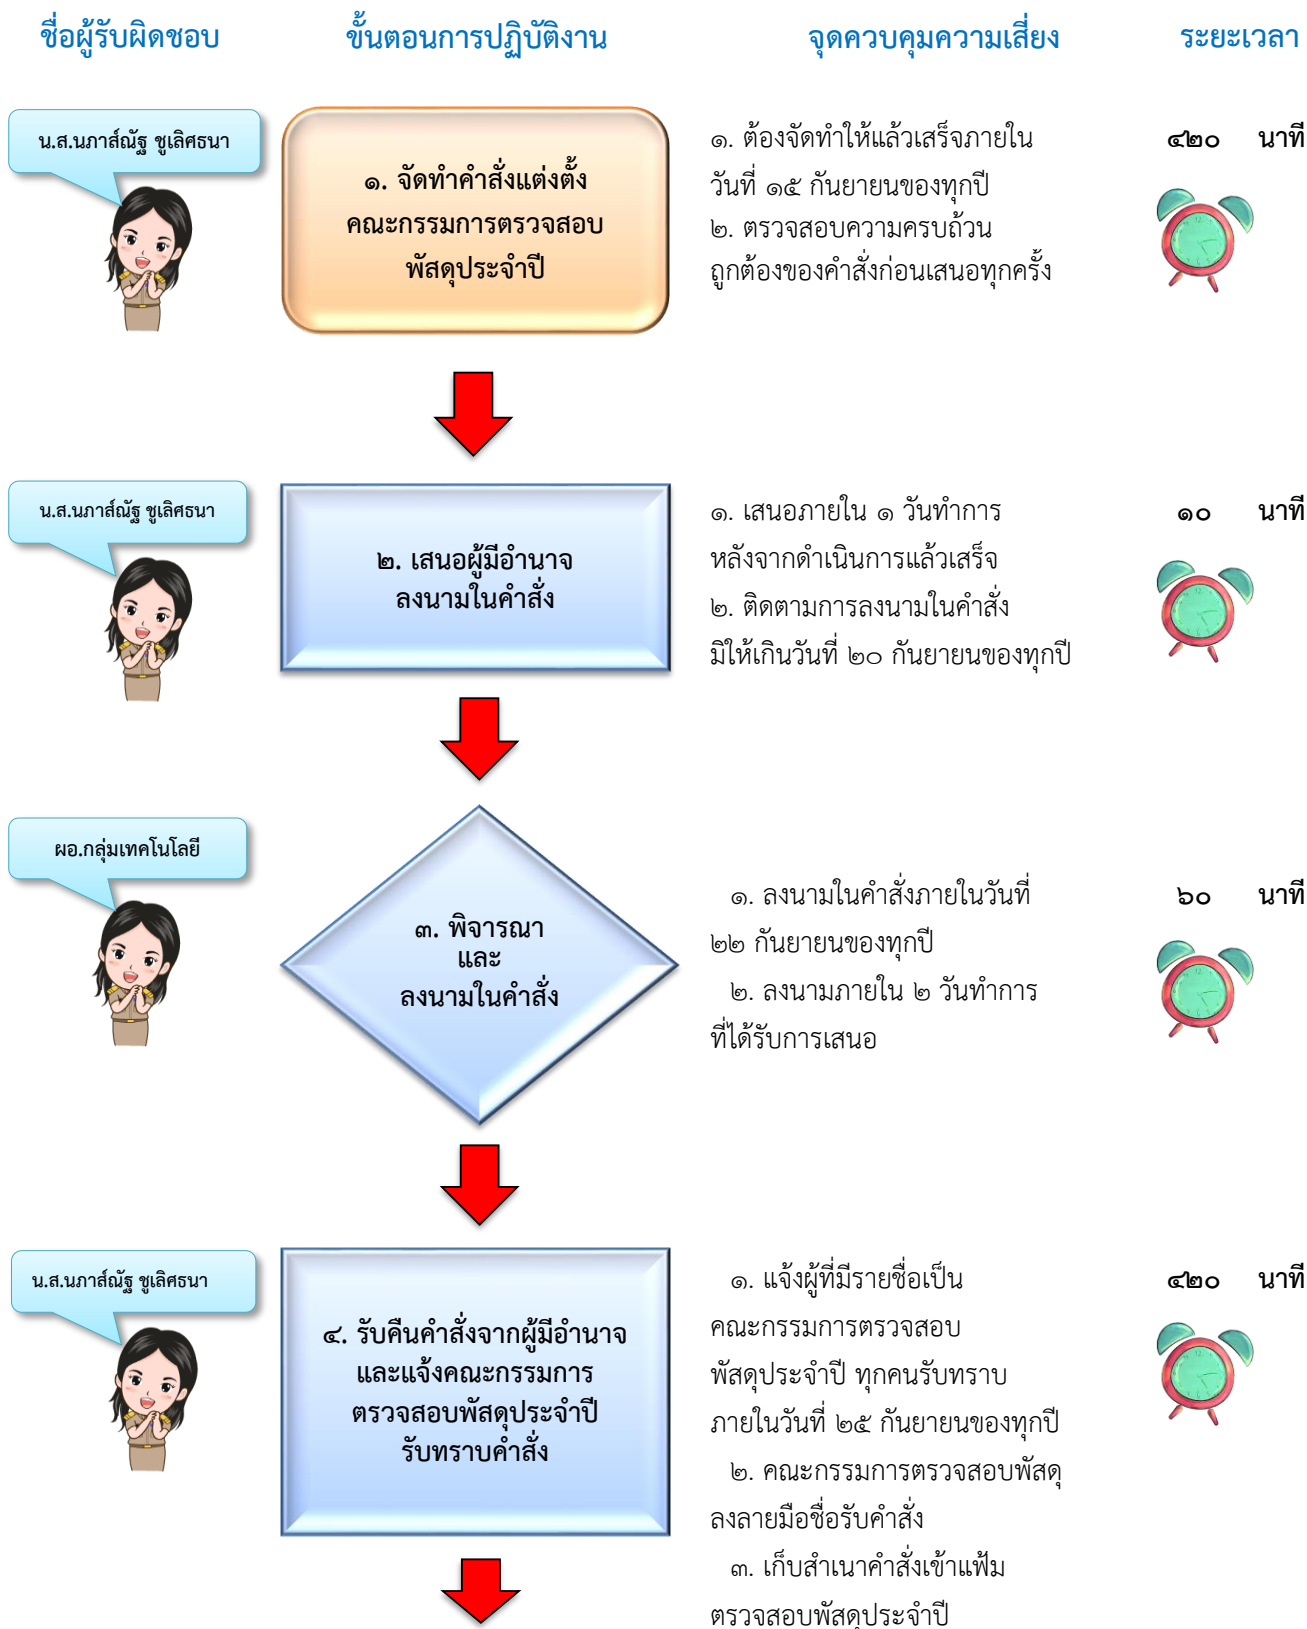 ชื่อผู้รับผิดชอบ ขั้นตอนการปฏิบัติงาน จุดควบคุมความเสี่ยง ระยะเวลา
น.ส.นภาส์ณัฐ ชูเลิศธนา
๑. จัดทำคำสั่งแต่งตั้ง
คณะกรรมการตรวจสอบ
พัสดุประจำปี
๑. ต้องจัดทำให้แล้วเสร็จภายใน
วันที่ ๑๕ กันยายนของทุกปี
๒. ตรวจสอบความครบถ้วน
ถูกต้องของคำสั่งก่อนเสนอทุกครั้ง
๔๒๐ นาที
น.ส.นภาส์ณัฐ ชูเลิศธนา
๒. เสนอผู้มีอำนาจ
ลงนามในคำสั่ง
๑. เสนอภายใน ๑ วันทำการ
หลังจากดำเนินการแล้วเสร็จ
๒. ติดตามการลงนามในคำสั่ง
มิให้เกินวันที่ ๒๐ กันยายนของทุกปี
๑๐ นาที
ผอ.กลุ่มเทคโนโลยี
๓. พิจารณา
และ
ลงนามในคำสั่ง
๑. ลงนามในคำสั่งภายในวันที่
๒๒ กันยายนของทุกปี
๒. ลงนามภายใน ๒ วันทำการ
ที่ได้รับการเสนอ
๖๐ นาที
น.ส.นภาส์ณัฐ ชูเลิศธนา
๔. รับคืนคำสั่งจากผู้มีอำนาจ
และแจ้งคณะกรรมการ
ตรวจสอบพัสดุประจำปี
รับทราบคำสั่ง
๑. แจ้งผู้ที่มีรายชื่อเป็น
คณะกรรมการตรวจสอบ
พัสดุประจำปี ทุกคนรับทราบ
ภายในวันที่ ๒๕ กันยายนของทุกปี
๒. คณะกรรมการตรวจสอบพัสดุ
ลงลายมือชื่อรับคำสั่ง
๓. เก็บสำเนาคำสั่งเข้าแฟ้ม
ตรวจสอบพัสดุประจำปี
๔๒๐ นาที